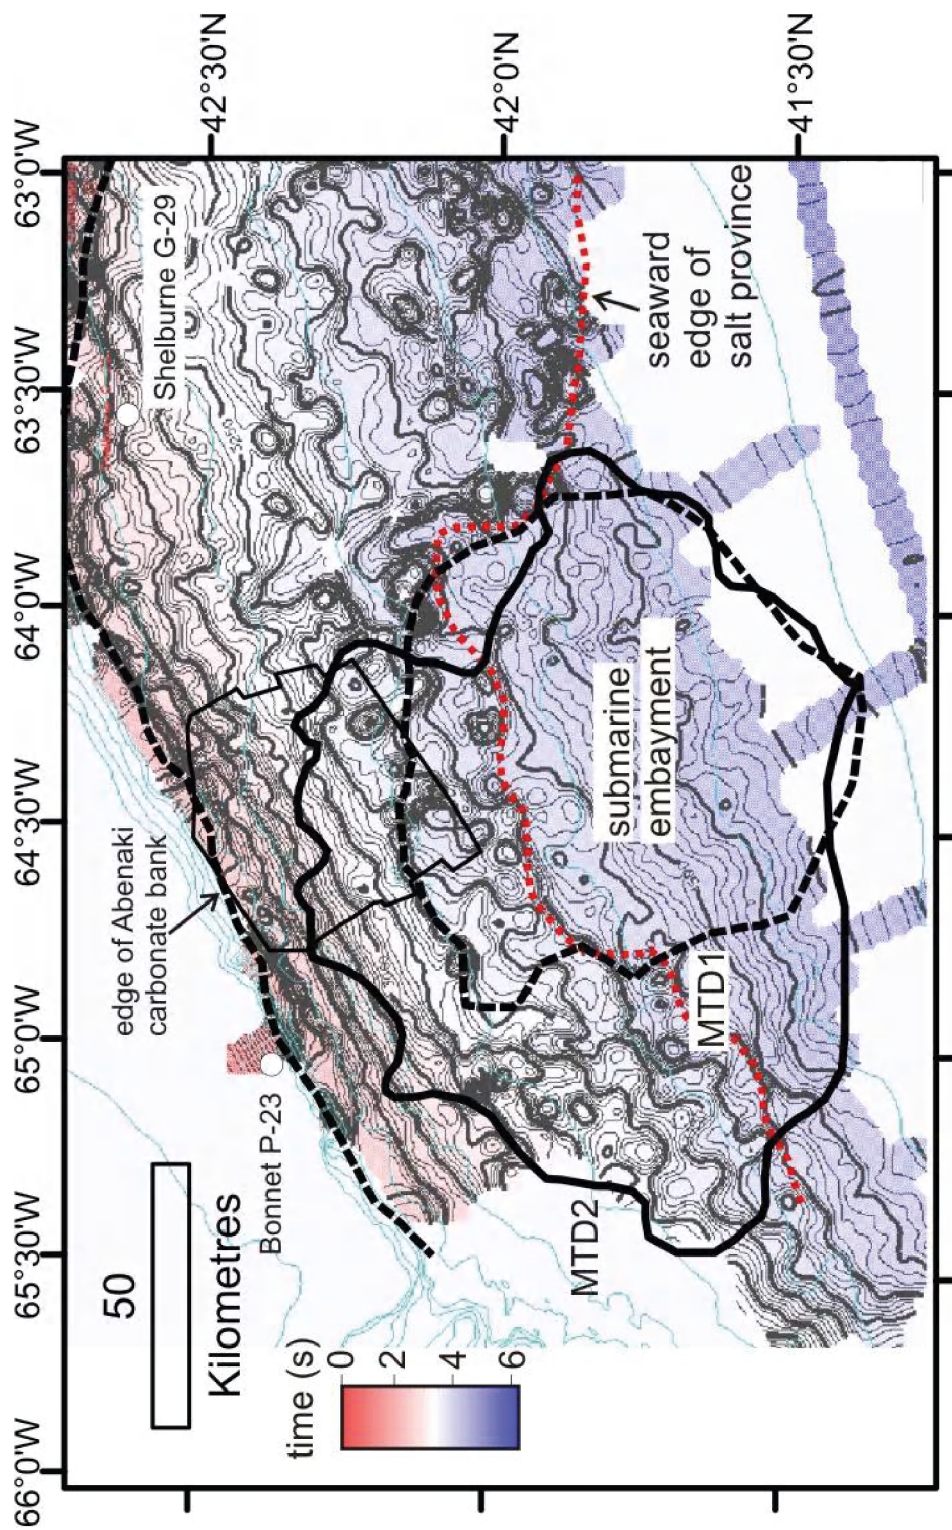 66°0'W
65°30'W
65°0'W
64°30'W
64°0'W
63°30'W
63°0'W
42°30'N
42°0'N
41°30'N
50
Kilometres
time (s)
0
2
4
6
edge of Abenaki
carbonate bank
Bonnet P-23
Shelburne G-29
MTD2
MTD1
submarine
embayment
seaward
edge of
salt province